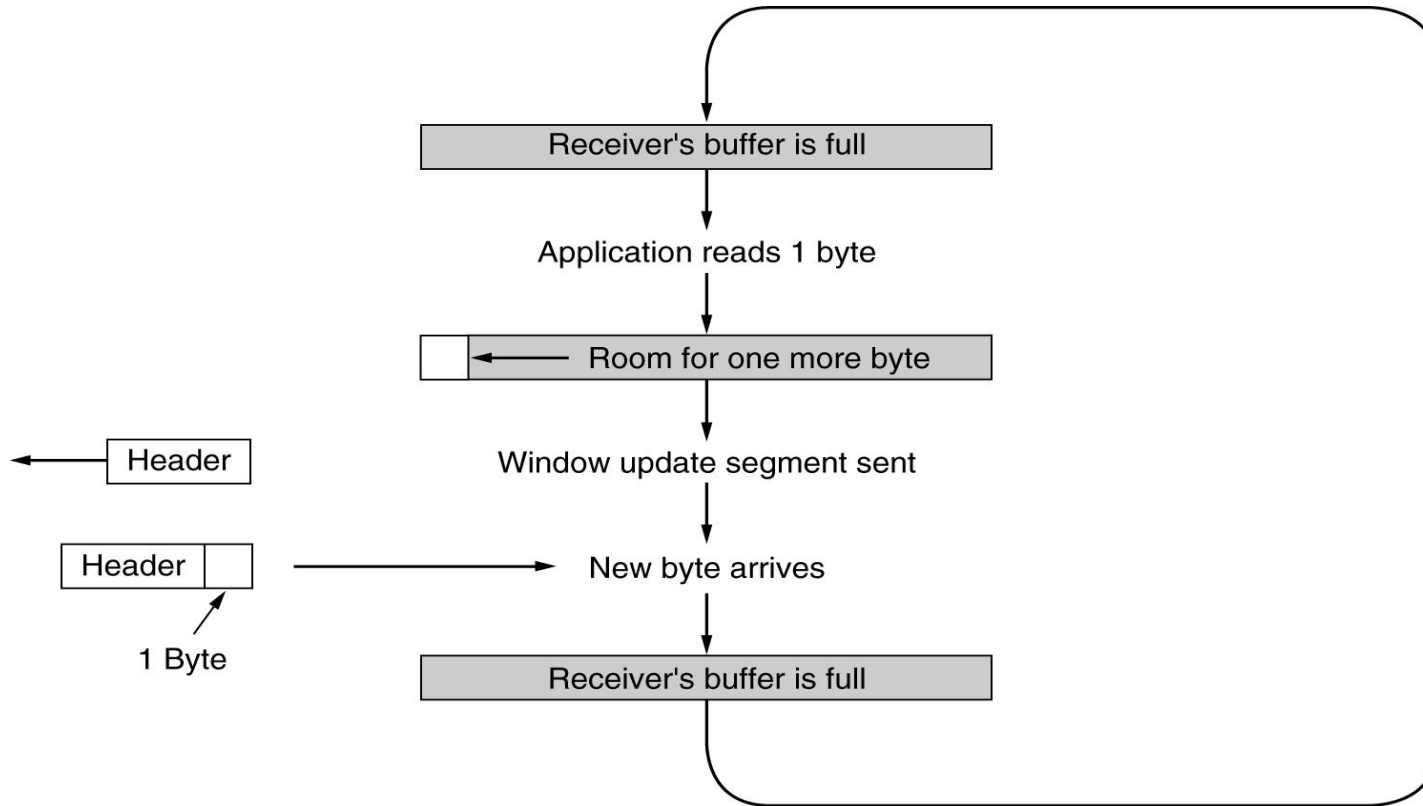 Receiver's buffer is full
Application reads 1 byte
Room for one more byte
Header
Window update segment sent
Header
New byte arrives
1 Byte
Receiver's buffer is full